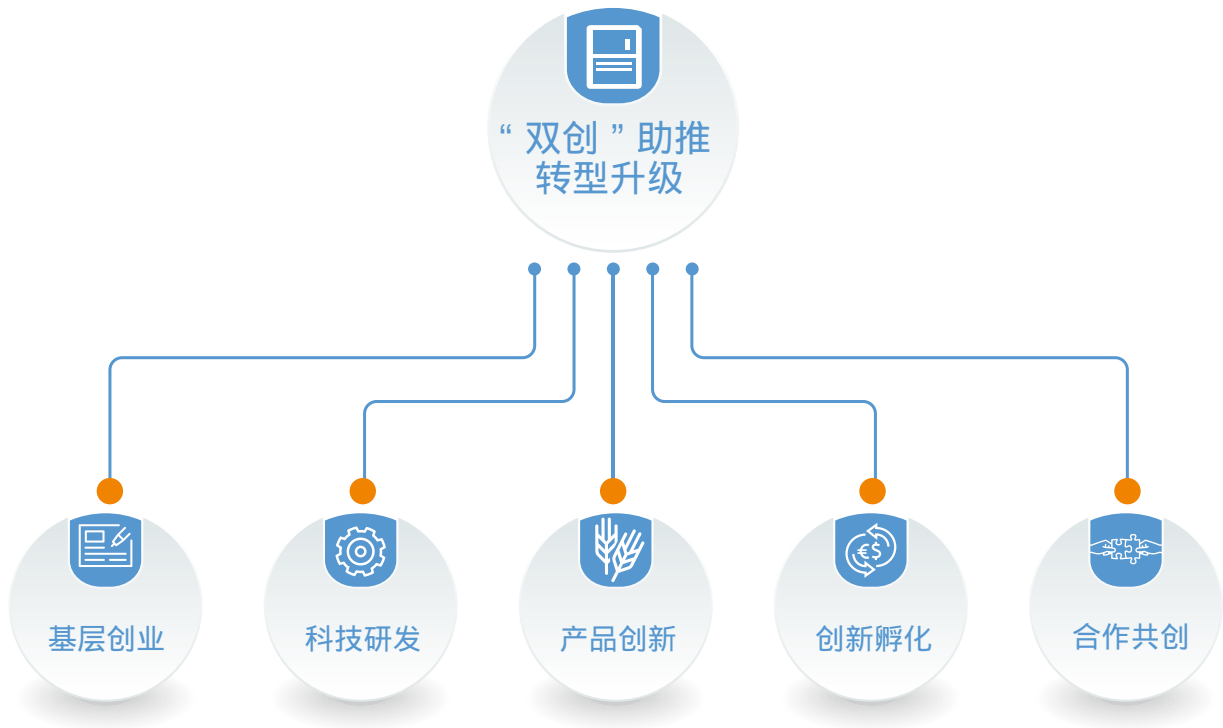 “双创”助推
转型升级
基层创业
科技研发
产品创新
创新孵化
合作共创